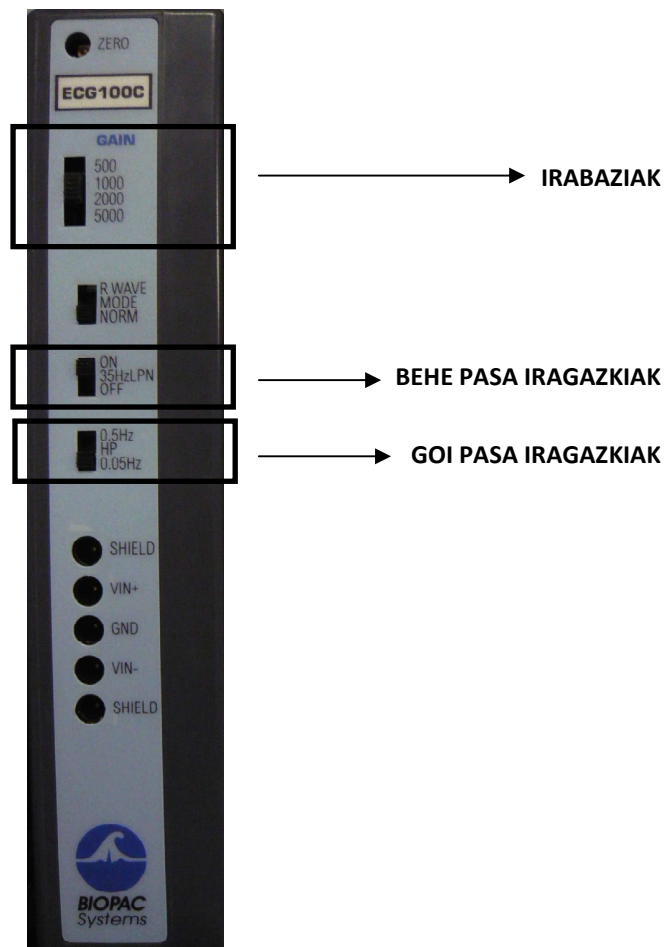 ZERO
ECG100C
GAIN
500
1000
2000
5000
IRABAZIAK
R WAVE
MODE
NORM
ON
35HzLPN
OFF
BEHE PASA IRAGAZKIAK
0.5Hz
HP
0.05Hz
GOI PASA IRAGAZKIAK
SHIELD
VIN+
GND
VIN-
SHIELD
BIOPAC
Systems